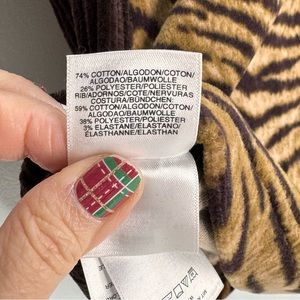 74% COTTON/ALGODON/COTON/
ALGODAO/BAUMWOLLE
26% POLYESTER/POLIESTER
RIB/ADORNOS/COTE/NERVURAS
COSTURA/BÜNDCHEN:
59% COTTON/ALGODON/COTON/
ALGODAO/BAUMWOLLE
38% POLYESTER/POLIESTER
3% ELASTANE/ELASTANO/
ELASTHANNE/ELASTHAN